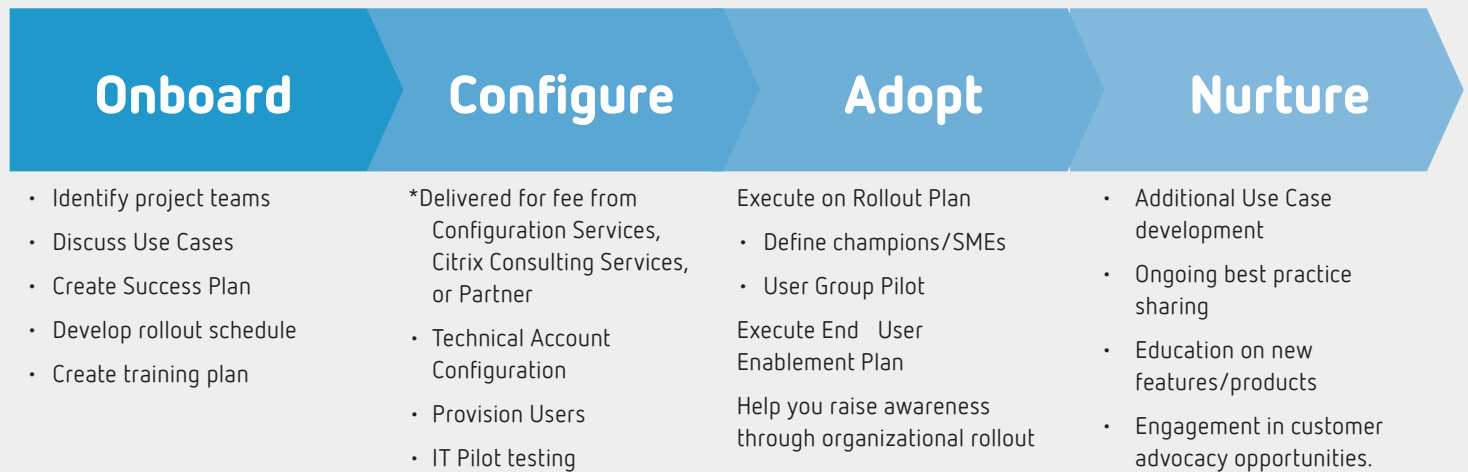 Onboard
Configure
Adopt
Nurture
• Identify project teams
• Discuss Use Cases
• Create Success Plan
• Develop rollout schedule
• Create training plan
*Delivered for fee from
Configuration Services,
Citrix Consulting Services,
or Partner
• Technical Account
Configuration
• Provision Users
• IT Pilot testing
Execute on Rollout Plan
• Define champions/SMEs
• User Group Pilot
Execute End User
Enablement Plan
Help you raise awareness
through organizational rollout
• Additional Use Case
development
• Ongoing best practice
sharing
• Education on new
features/products
• Engagement in customer
advocacy opportunities.